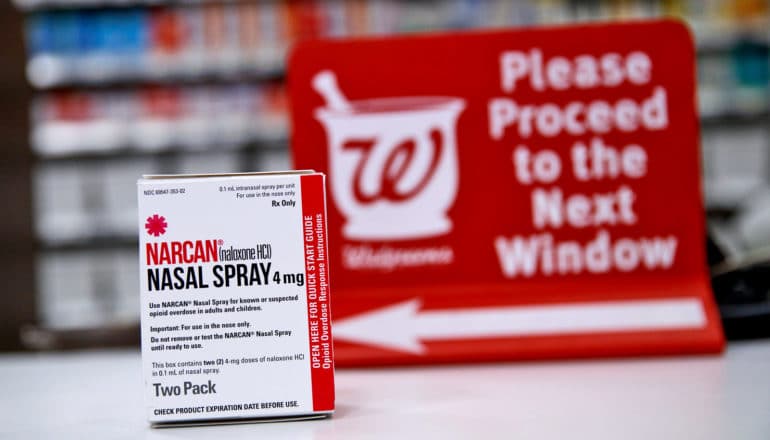 NDC 69547-353-02
0.1 mL intranasal spray per unit
For use in the nose only
Rx Only
NARCAN® (naloxone HCl)
NASAL SPRAY 4 mg
Use NARCAN® Nasal Spray for known or suspected
opioid overdose in adults and children.
Important: For use in the nose only.
Do not remove or test the NARCAN® Nasal Spray
until ready to use.
This box contains two (2) 4-mg doses of naloxone HCl
in 0.1 mL of nasal spray.
Two Pack
CHECK PRODUCT EXPIRATION DATE BEFORE USE.
OPEN HERE FOR QUICK START GUIDE
Opioid Overdose Response Instructions
W
Walgreens
Please
Proceed
to the
Next
Window